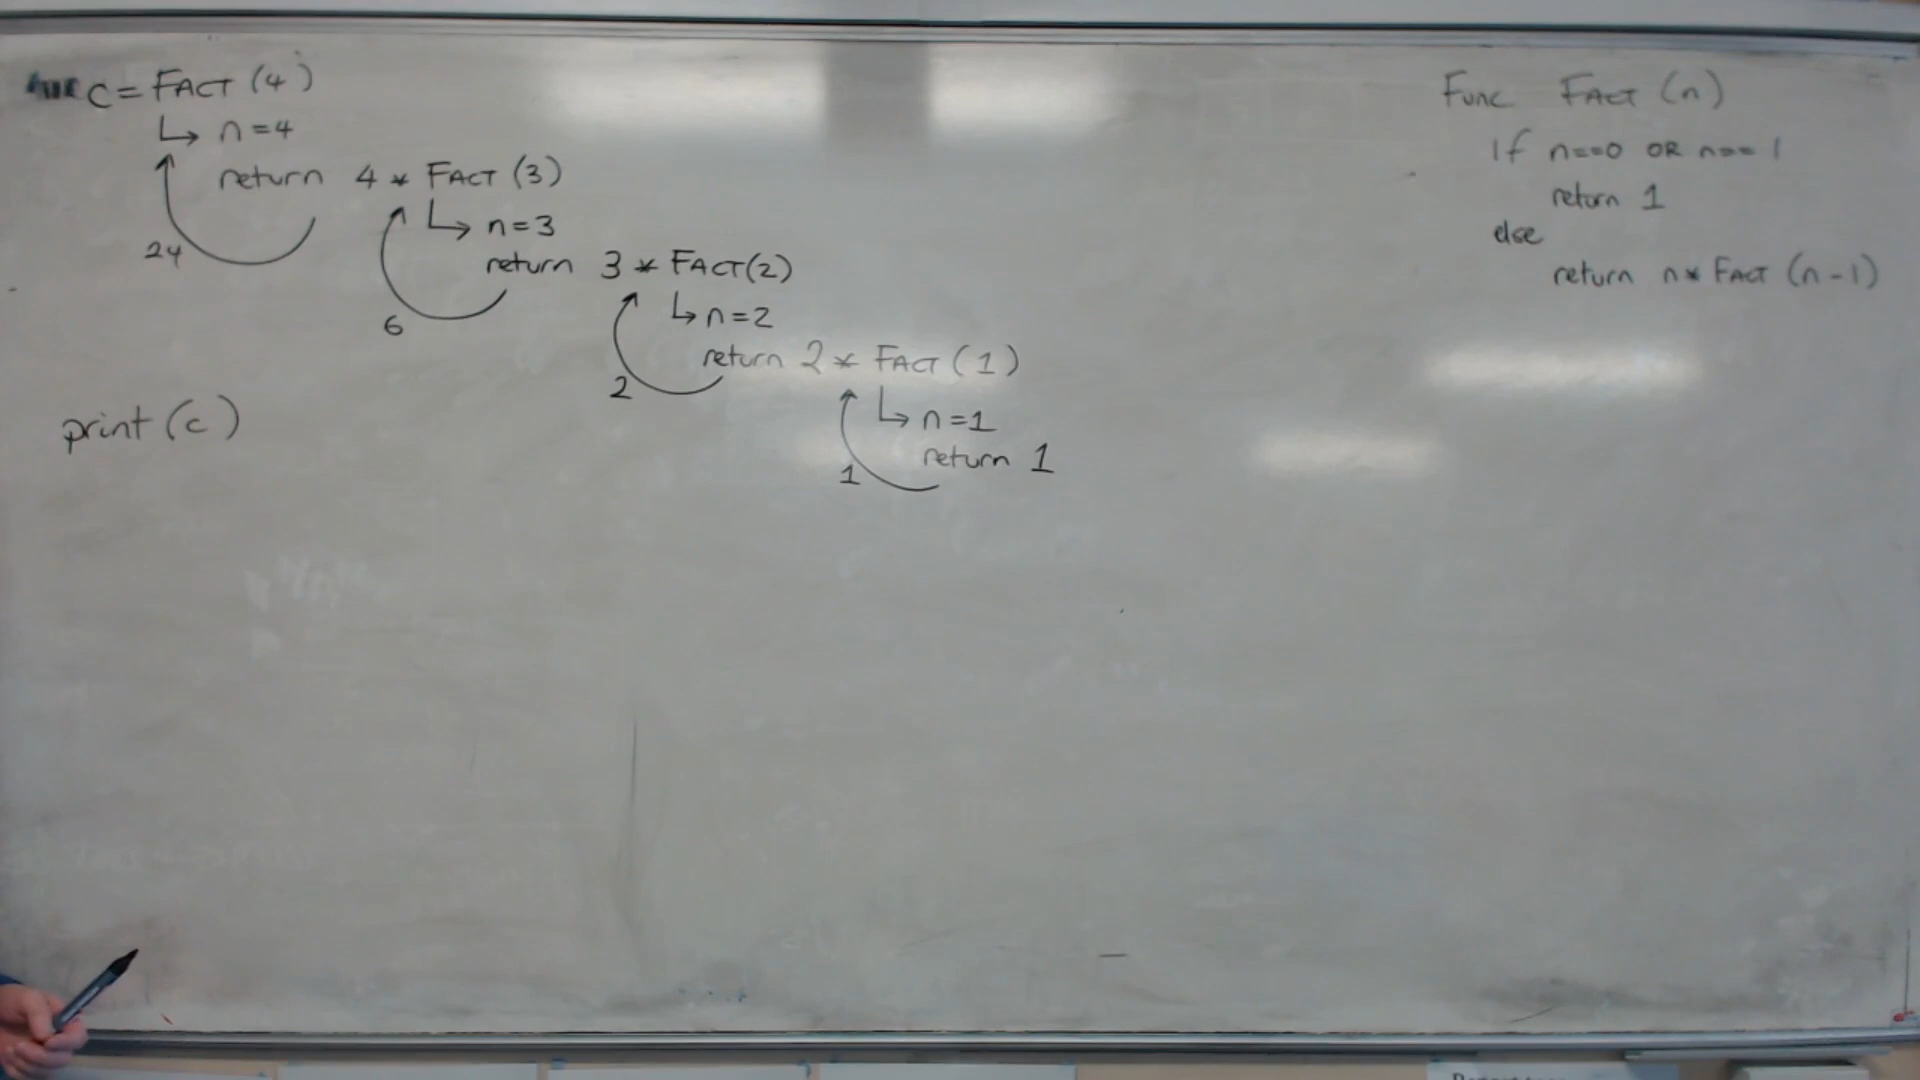 c = FACT (4)
↳ n = 4
return 4 * FACT (3)
↳ n = 3
24
return 3 * FACT(2)
6
↳ n = 2
return 2 * FACT (1)
2
↳ n = 1
return 1
1
print (c)
Func FACT (n)
If n==0 OR n== 1
return 1
else
return n * FACT (n - 1)